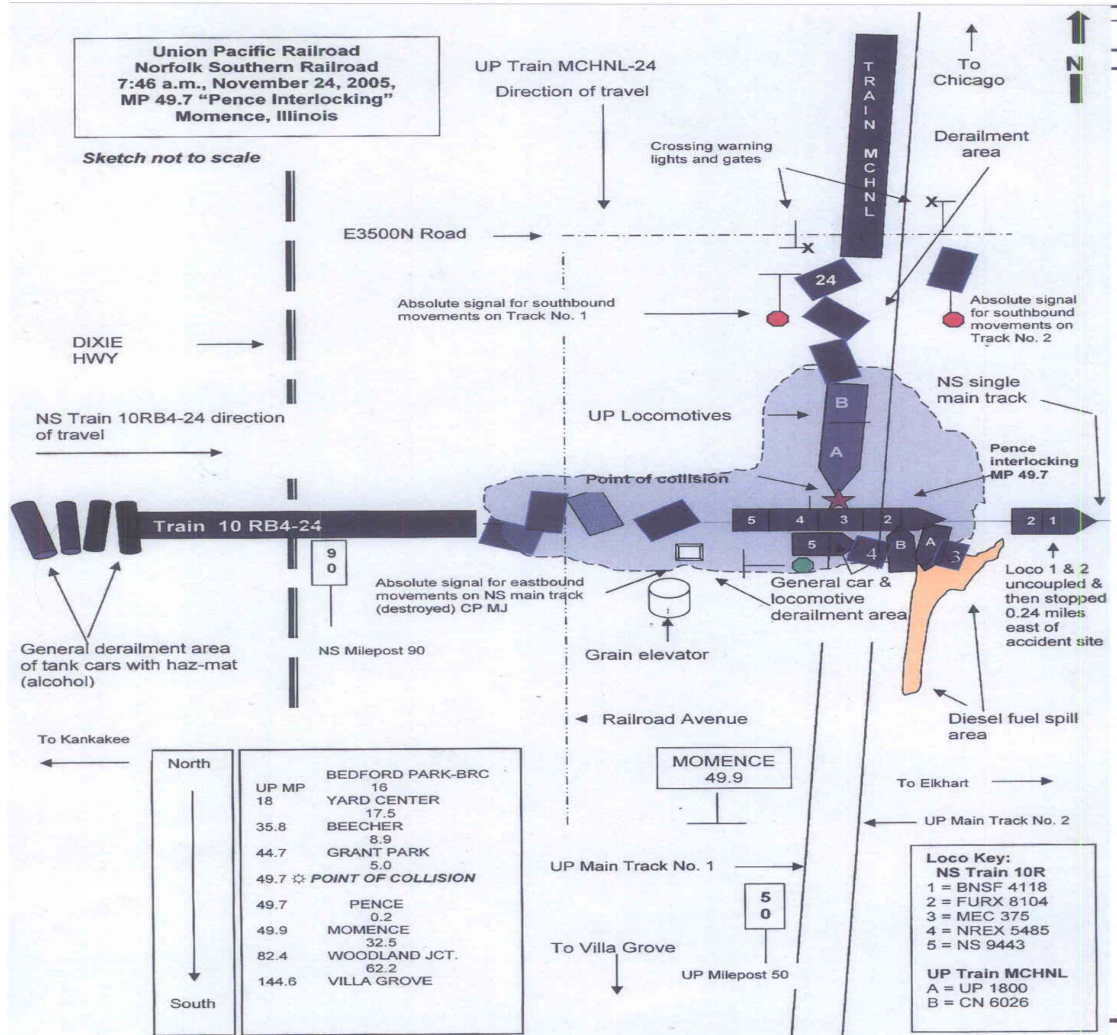 Union Pacific Railroad
Norfolk Southern Railroad
7:46 a.m., November 24, 2005,
MP 49.7 “Pence Interlocking”
Momence, Illinois
Sketch not to scale
UP Train MCHNL-24
Direction of travel
TRAIN MCHNL
To
Chicago
N
Derailment
area
Crossing warning
lights and gates
X
X
E3500N Road
24
Absolute signal for southbound
movements on Track No. 1
Absolute signal
for southbound
movements on
Track No. 2
DIXIE
HWY
NS single
main track
UP Locomotives
B
A
NS Train 10RB4-24 direction
of travel
Pence
interlocking
MP 49.7
Point of collision
Train 10 RB4-24
5 4 3 2
2 1
5 4 B A 3
9
0
Absolute signal for eastbound
movements on NS main track
(destroyed) CP MJ
General car &
locomotive
derailment area
Loco 1 & 2
uncoupled &
then stopped
0.24 miles
east of
accident site
General derailment area
of tank cars with haz-mat
(alcohol)
NS Milepost 90
Grain elevator
Railroad Avenue
Diesel fuel spill
area
To Kankakee
North
South
BEDFORD PARK-BRC
UP MP 16
18 YARD CENTER
17.5
35.8 BEECHER
8.9
44.7 GRANT PARK
5.0
49.7 ☼ POINT OF COLLISION
49.7 PENCE
0.2
49.9 MOMENCE
32.5
82.4 WOODLAND JCT.
62.2
144.6 VILLA GROVE
MOMENCE
49.9
To Elkhart
UP Main Track No. 2
UP Main Track No. 1
5
0
To Villa Grove
UP Milepost 50
Loco Key:
NS Train 10R
1 = BNSF 4118
2 = FURX 8104
3 = MEC 375
4 = NREX 5485
5 = NS 9443
UP Train MCHNL
A = UP 1800
B = CN 6026